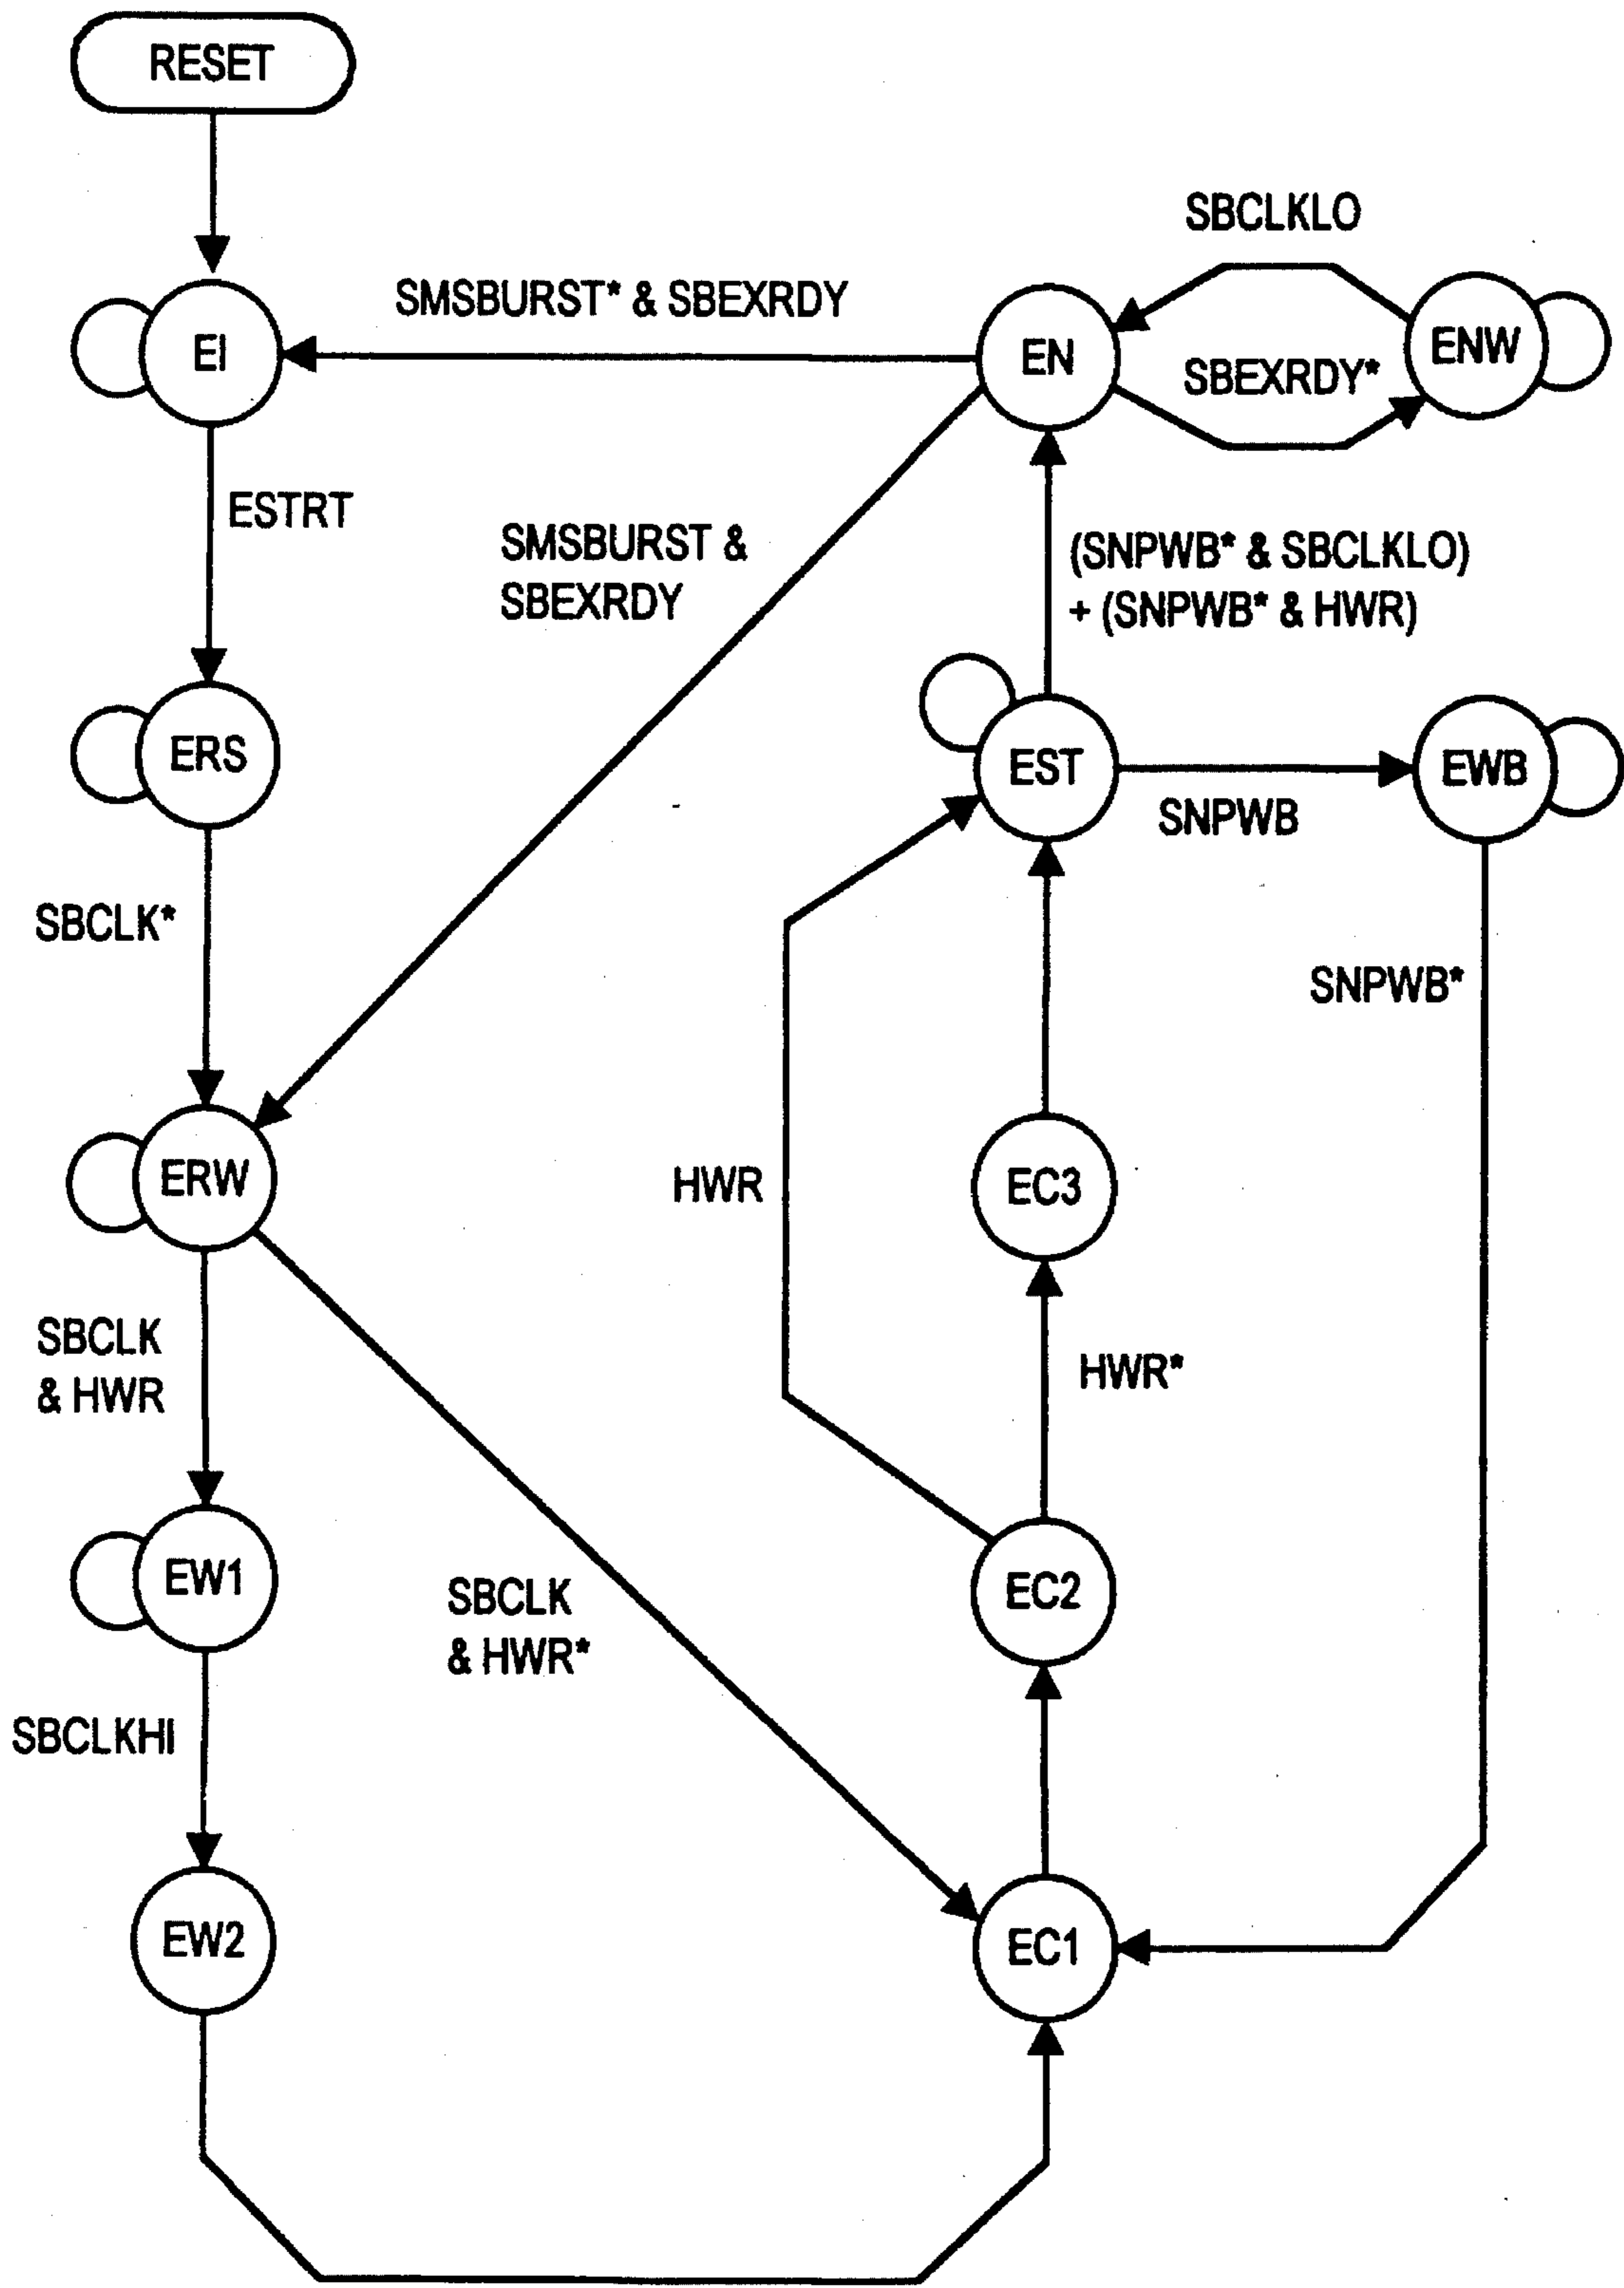 RESET
SBCLKLO
SMSBURST* & SBEXRDY
EI
EN
ENW
SBEXRDY*
ESTRT
SMSBURST &
SBEXRDY
(SNPWB* & SBCLKLO)
+ (SNPWB* & HWR)
ERS
EST
EWB
SNPWB
SBCLK*
SNPWB*
ERW
HWR
EC3
SBCLK
& HWR
HWR*
EW1
EC2
SBCLK
& HWR*
SBCLKHI
EW2
EC1